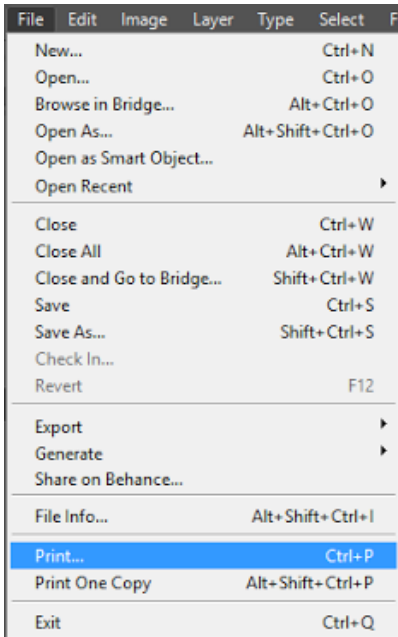 File Edit Image Layer Type Select F
New... Ctrl+N
Open... Ctrl+O
Browse in Bridge... Alt+Ctrl+O
Open As... Alt+Shift+Ctrl+O
Open as Smart Object...
Open Recent
Close Ctrl+W
Close All Alt+Ctrl+W
Close and Go to Bridge... Shift+Ctrl+W
Save Ctrl+S
Save As... Shift+Ctrl+S
Check In...
Revert F12
Export
Generate
Share on Behance...
File Info... Alt+Shift+Ctrl+I
Print... Ctrl+P
Print One Copy Alt+Shift+Ctrl+P
Exit Ctrl+Q